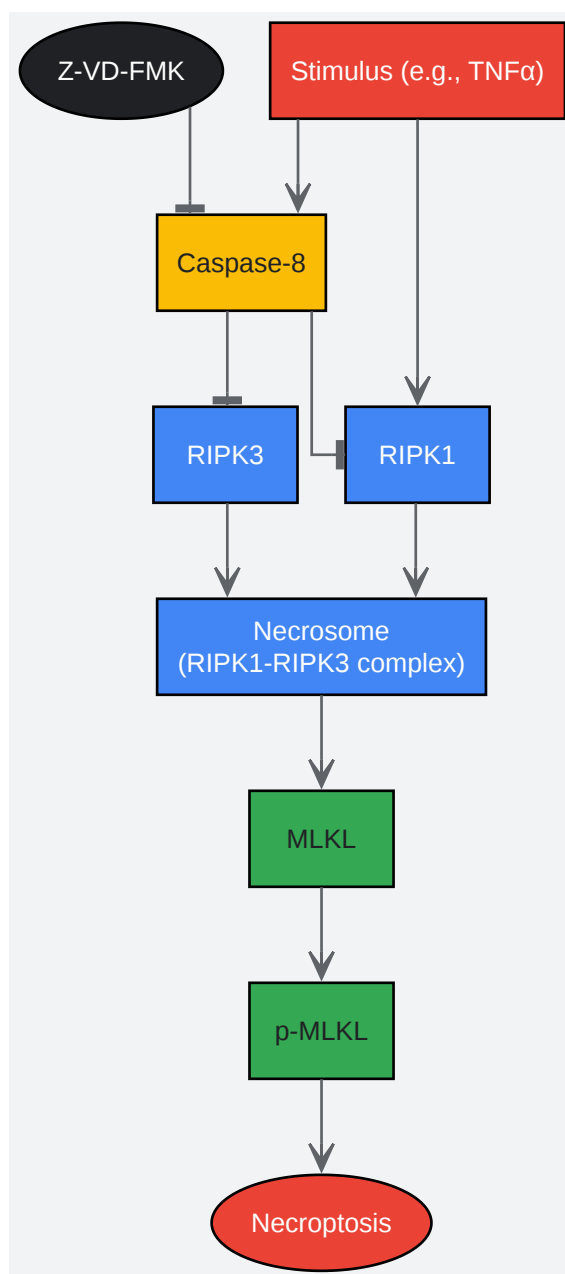 Z-VD-FMK
Stimulus (e.g., TNFα)
Caspase-8
RIPK3
RIPK1
Necrosome
(RIPK1-RIPK3 complex)
MLKL
p-MLKL
Necroptosis